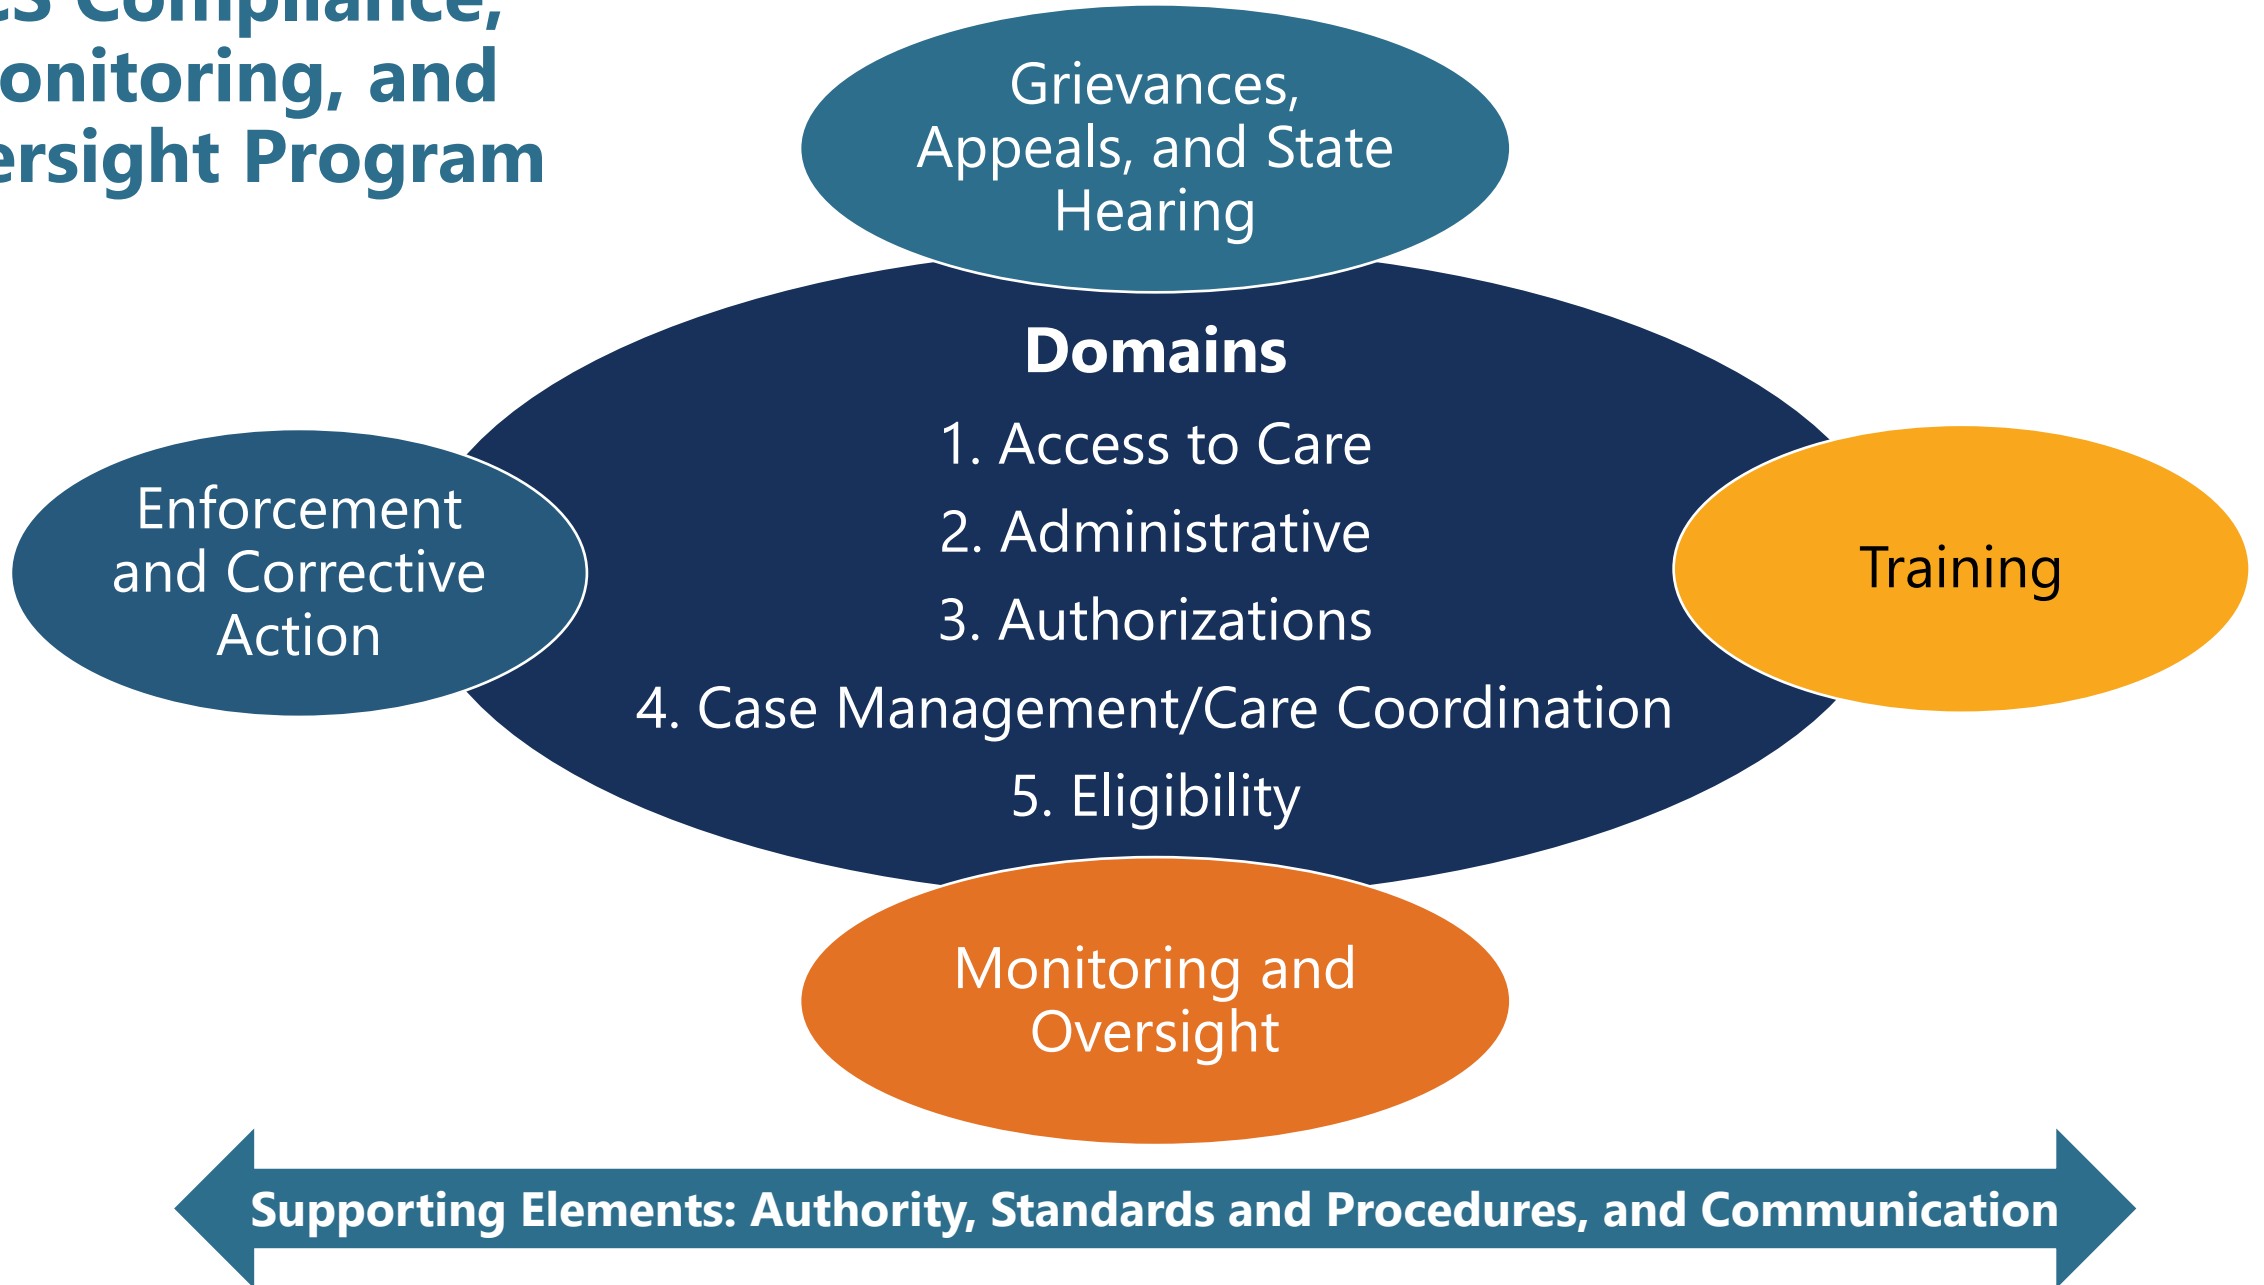 Compliance,
and
Program
Grievances,
Appeals, and State
Hearing
Domains
1. Access to Care
2. Administrative
3. Authorizations
4. Case Management/Care Coordination
5. Eligibility
Enforcement
and Corrective
Action
Training
Monitoring and
Oversight
Supporting Elements: Authority, Standards and Procedures, and Communication